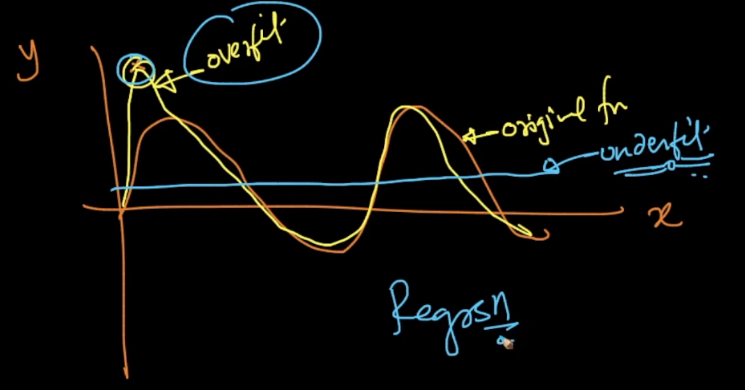 y
overfit
original fn
underfit
x
Regrsn